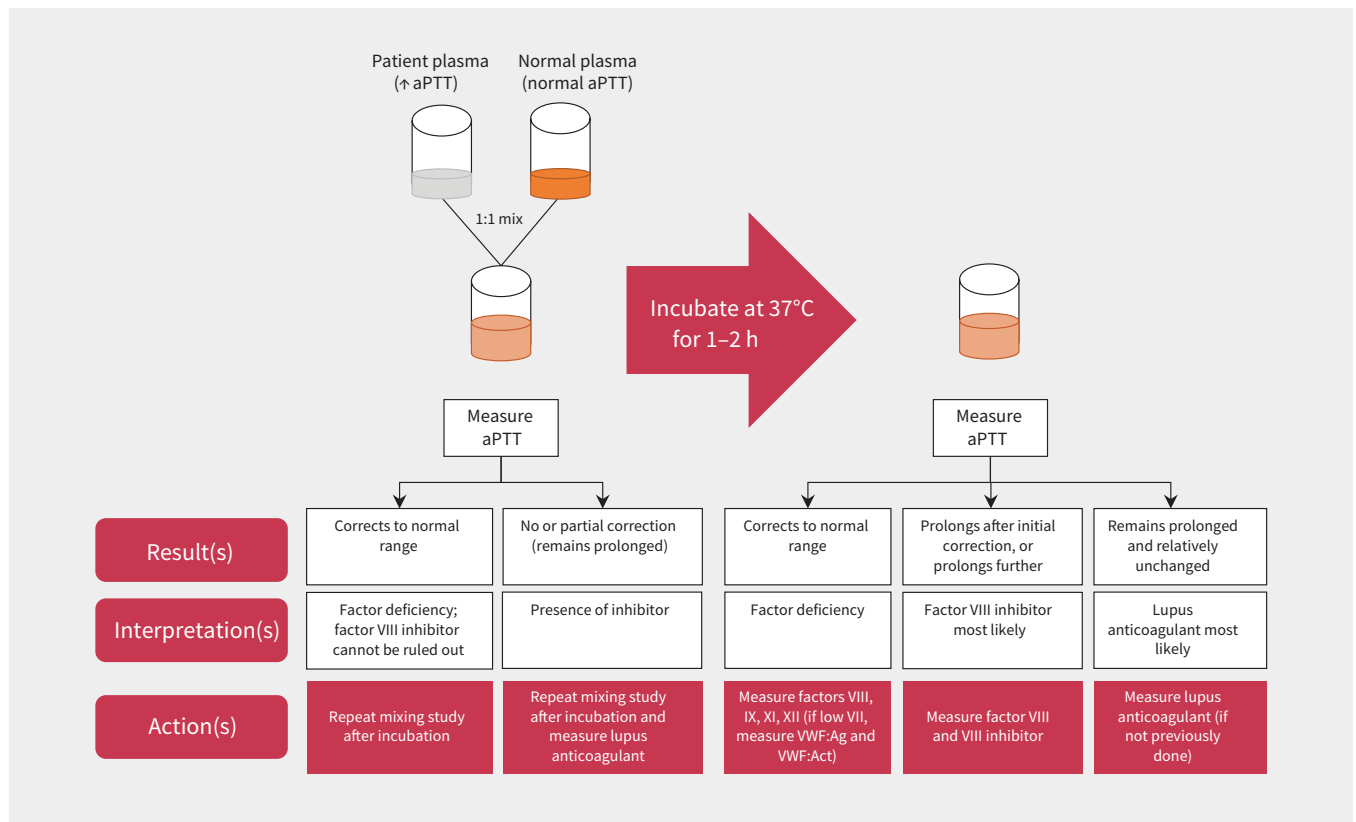 Patient plasma
(↑ aPTT)
Normal plasma
(normal aPTT)
1:1 mix
Incubate at 37°C
for 1–2 h
Measure
aPTT
Measure
aPTT
Result(s)
Corrects to normal
range
No or partial correction
(remains prolonged)
Corrects to normal
range
Prolongs after initial
correction, or
prolongs further
Remains prolonged
and relatively
unchanged
Interpretation(s)
Factor deficiency;
factor VIII inhibitor
cannot be ruled out
Presence of inhibitor
Factor deficiency
Factor VIII inhibitor
most likely
Lupus
anticoagulant most
likely
Action(s)
Repeat mixing study
after incubation
Repeat mixing study
after incubation and
measure lupus
anticoagulant
Measure factors VIII,
IX, XI, XII (if low VII,
measure VWF:Ag and
VWF:Act)
Measure factor VIII
and VIII inhibitor
Measure lupus
anticoagulant (if
not previously
done)